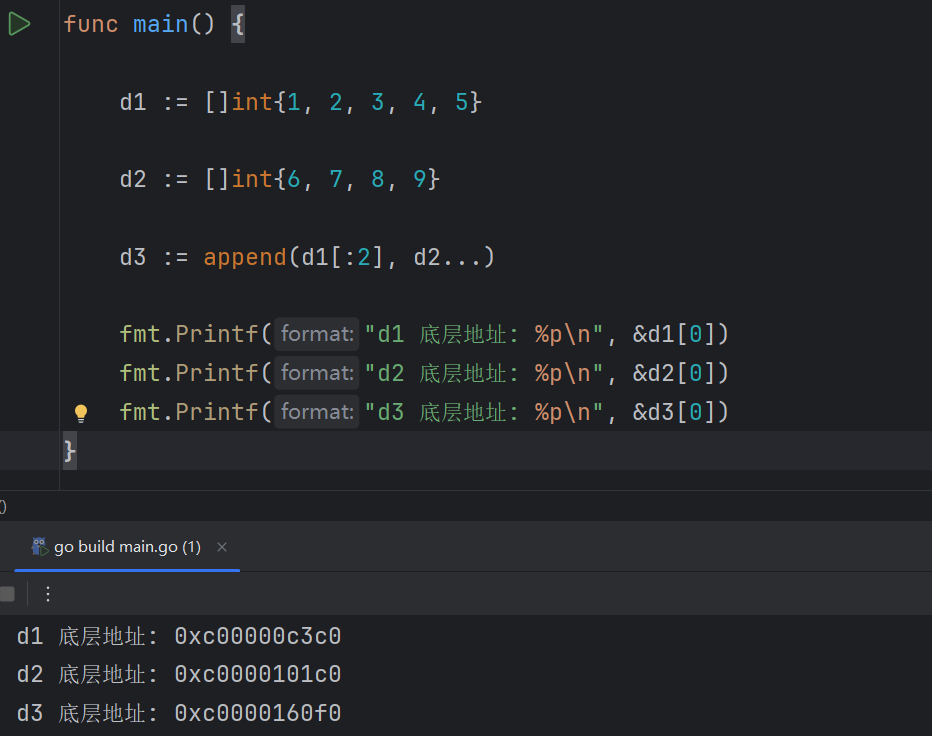 func main() {
d1 := []int{1, 2, 3, 4, 5}
d2 := []int{6, 7, 8, 9}
d3 := append(d1[:2], d2...)
fmt.Printf( format: "d1 底层地址: %p\n", &d1[0])
fmt.Printf( format: "d2 底层地址: %p\n", &d2[0])
fmt.Printf( format: "d3 底层地址: %p\n", &d3[0])
}
()
go build main.go (1)
d1 底层地址: 0xc00000c3c0
d2 底层地址: 0xc0000101c0
d3 底层地址: 0xc0000160f0